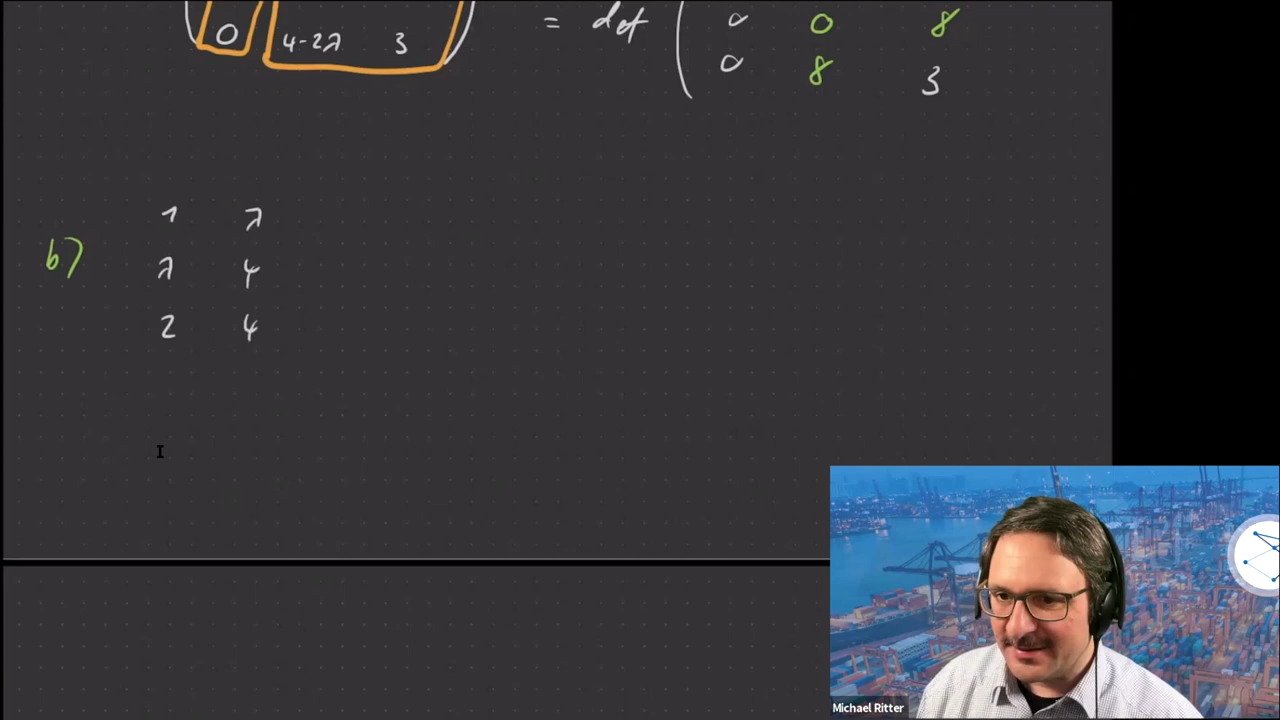 0 4-2λ 3 = det 0 0 8
0 8 3
b) 1 λ
λ 4
2 4
Michael Ritter